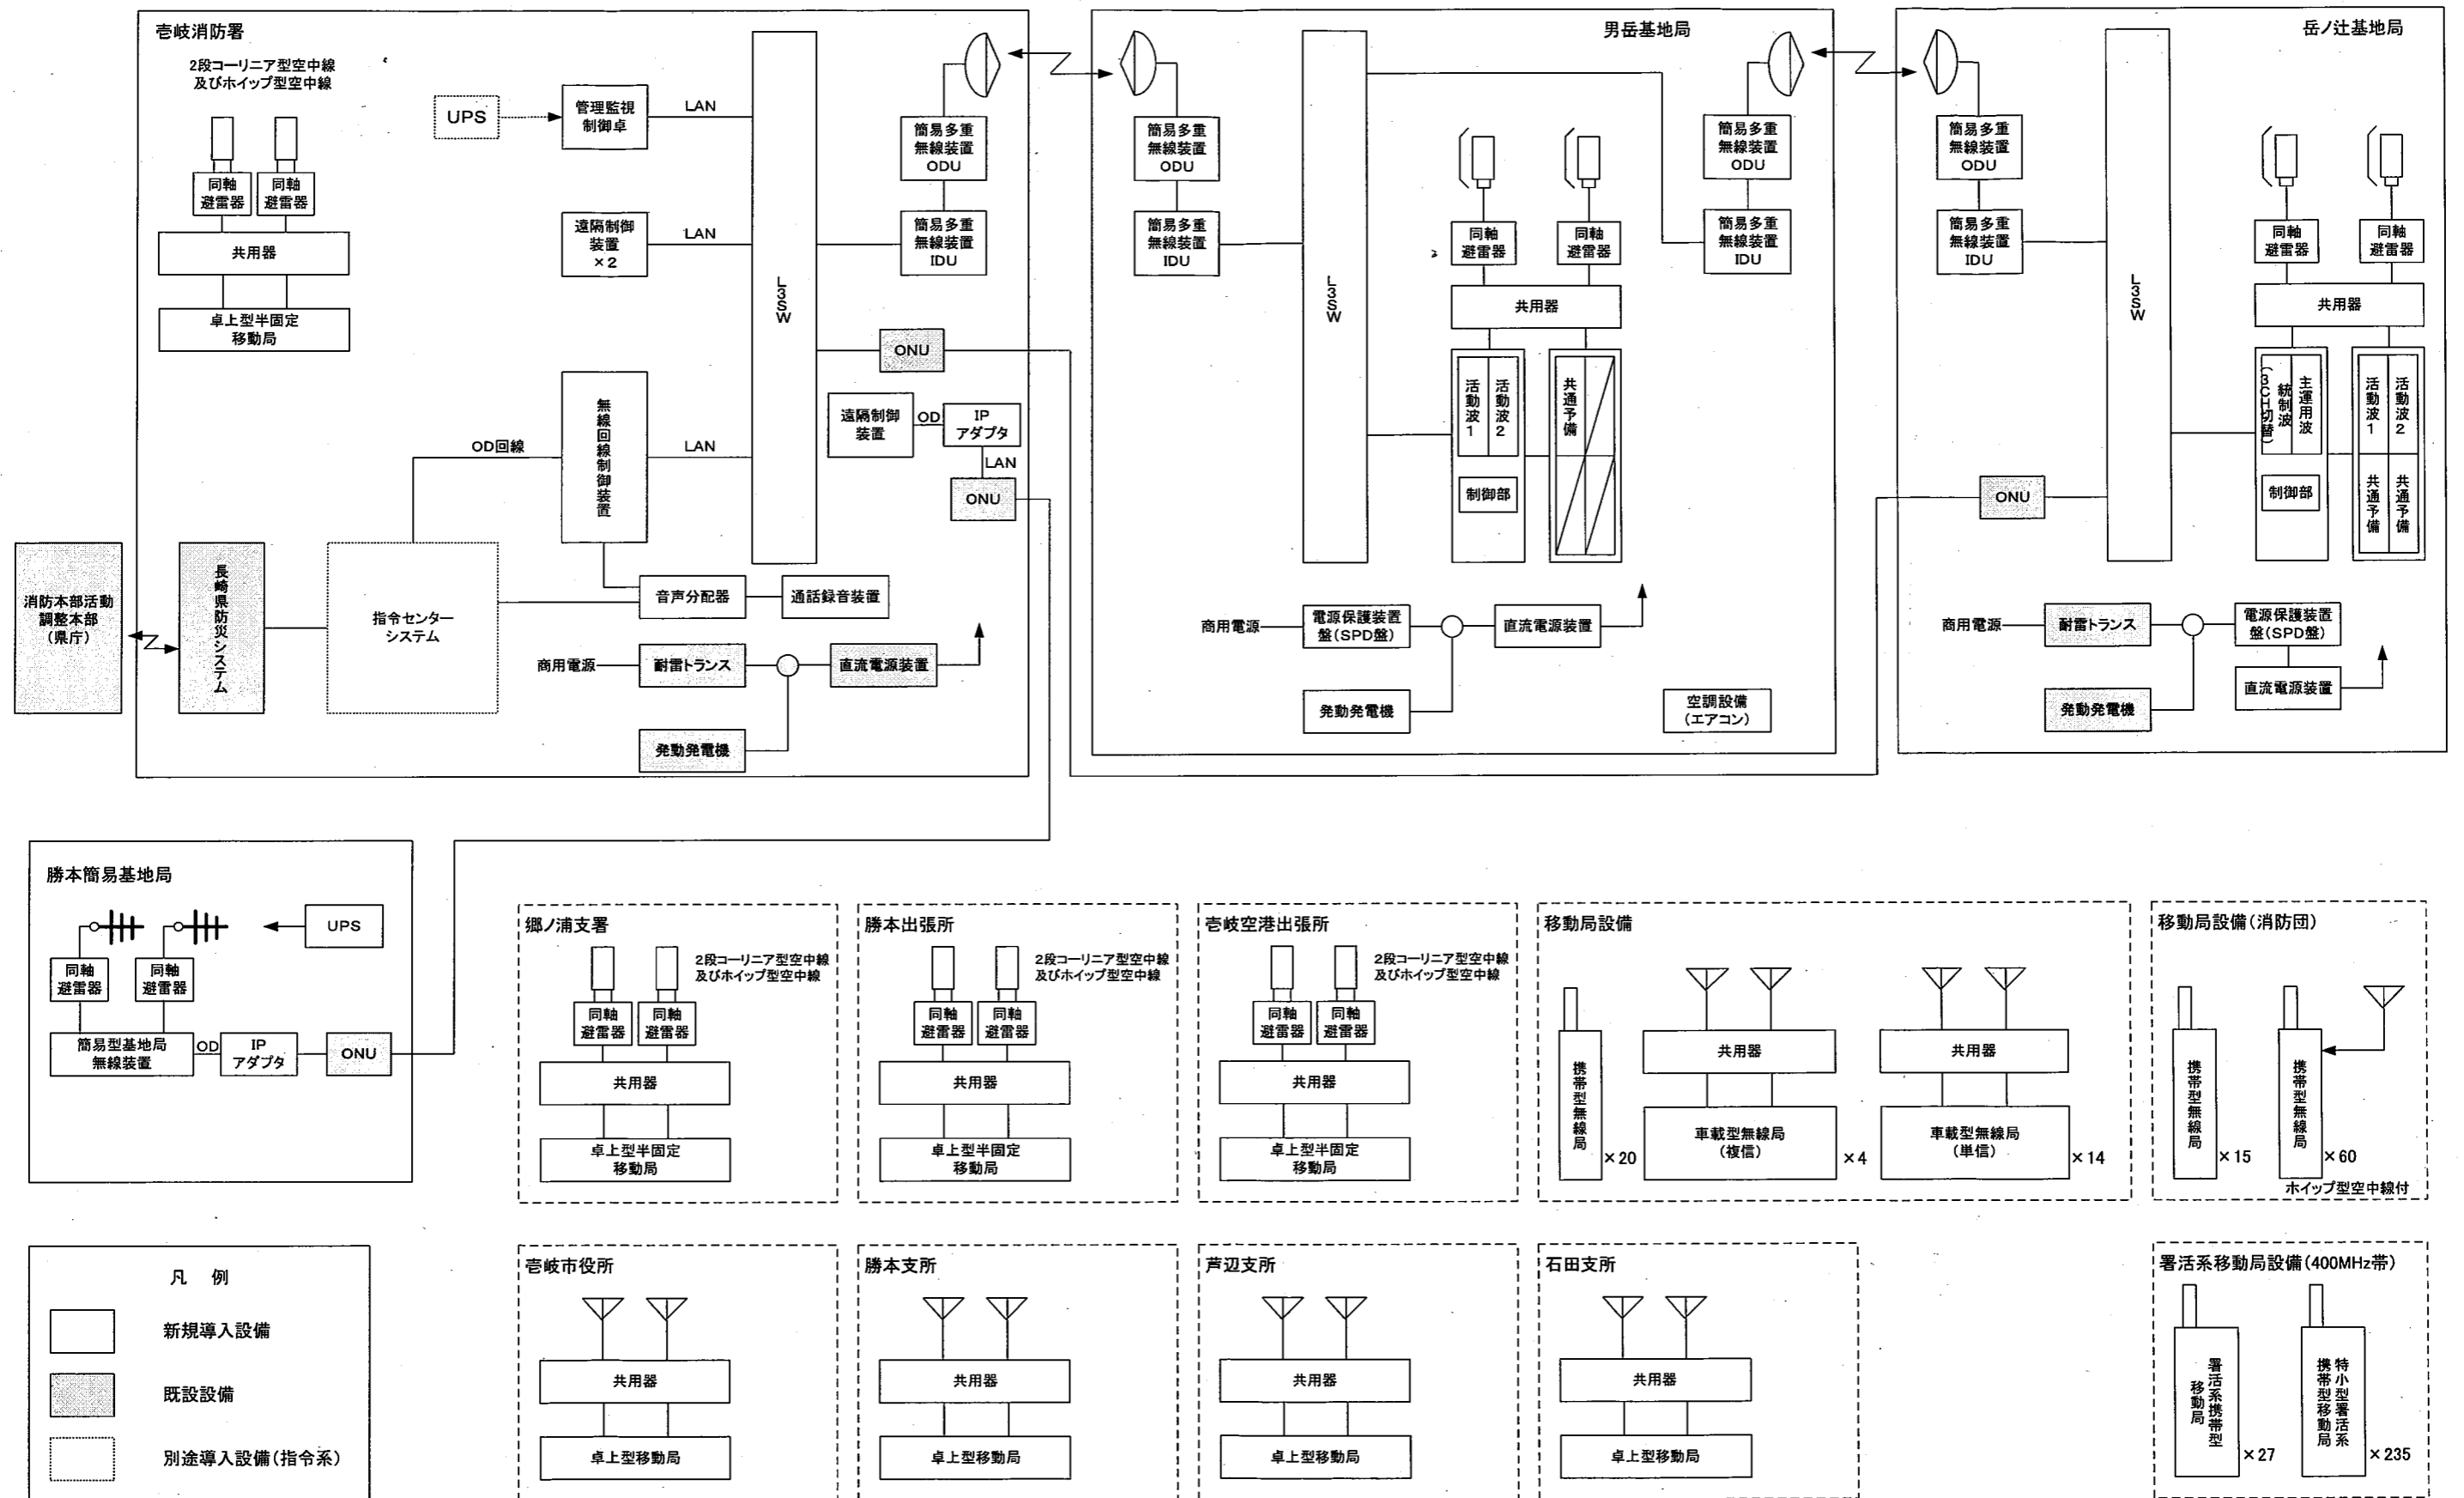 壱岐消防署
2段コーリニア型空中線
及びホイップ型空中線
同軸
避雷器
同軸
避雷器
共用器
卓上型半固定
移動局
UPS
管理監視
制御卓
LAN
遠隔制御
装置
×2
LAN
L3SW
簡易多重
無線装置
ODU
簡易多重
無線装置
IDU
ONU
遠隔制御
装置
OD
IP
アダプタ
LAN
ONU
無線回線制御装置
OD回線
LAN
消防本部活動
調整本部
(県庁)
長崎県防災システム
指令センター
システム
音声分配器
通話録音装置
商用電源
耐雷トランス
直流電源装置
発動発電機
男岳基地局
簡易多重
無線装置
ODU
簡易多重
無線装置
IDU
L3SW
同軸
避雷器
同軸
避雷器
共用器
活動波1
活動波2
制御部
共通予備
簡易多重
無線装置
ODU
簡易多重
無線装置
IDU
商用電源
電源保護装置
盤(SPD盤)
直流電源装置
発動発電機
空調設備
(エアコン)
岳ノ辻基地局
簡易多重
無線装置
ODU
簡易多重
無線装置
IDU
L3SW
ONU
同軸
避雷器
同軸
避雷器
共用器
主運用波
統制波
(3CH切替)
制御部
活動波1
活動波2
共通予備
共通予備
商用電源
耐雷トランス
電源保護装置
盤(SPD盤)
直流電源装置
発動発電機
勝本簡易基地局
UPS
同軸
避雷器
同軸
避雷器
簡易型基地局
無線装置
OD
IP
アダプタ
ONU
郷ノ浦支署
2段コーリニア型空中線
及びホイップ型空中線
同軸
避雷器
同軸
避雷器
共用器
卓上型半固定
移動局
勝本出張所
2段コーリニア型空中線
及びホイップ型空中線
同軸
避雷器
同軸
避雷器
共用器
卓上型半固定
移動局
壱岐空港出張所
2段コーリニア型空中線
及びホイップ型空中線
同軸
避雷器
同軸
避雷器
共用器
卓上型半固定
移動局
移動局設備
携帯型無線局
×20
共用器
車載型無線局
(複信)
×4
共用器
車載型無線局
(単信)
×14
移動局設備(消防団)
携帯型無線局
×15
携帯型無線局
×60
ホイップ型空中線付
凡 例
新規導入設備
既設設備
別途導入設備(指令系)
壱岐市役所
共用器
卓上型移動局
勝本支所
共用器
卓上型移動局
芦辺支所
共用器
卓上型移動局
石田支所
共用器
卓上型移動局
署活系移動局設備(400MHz帯)
署活系携帯型
移動局
×27
特小型署活系
携帯型移動局
×235